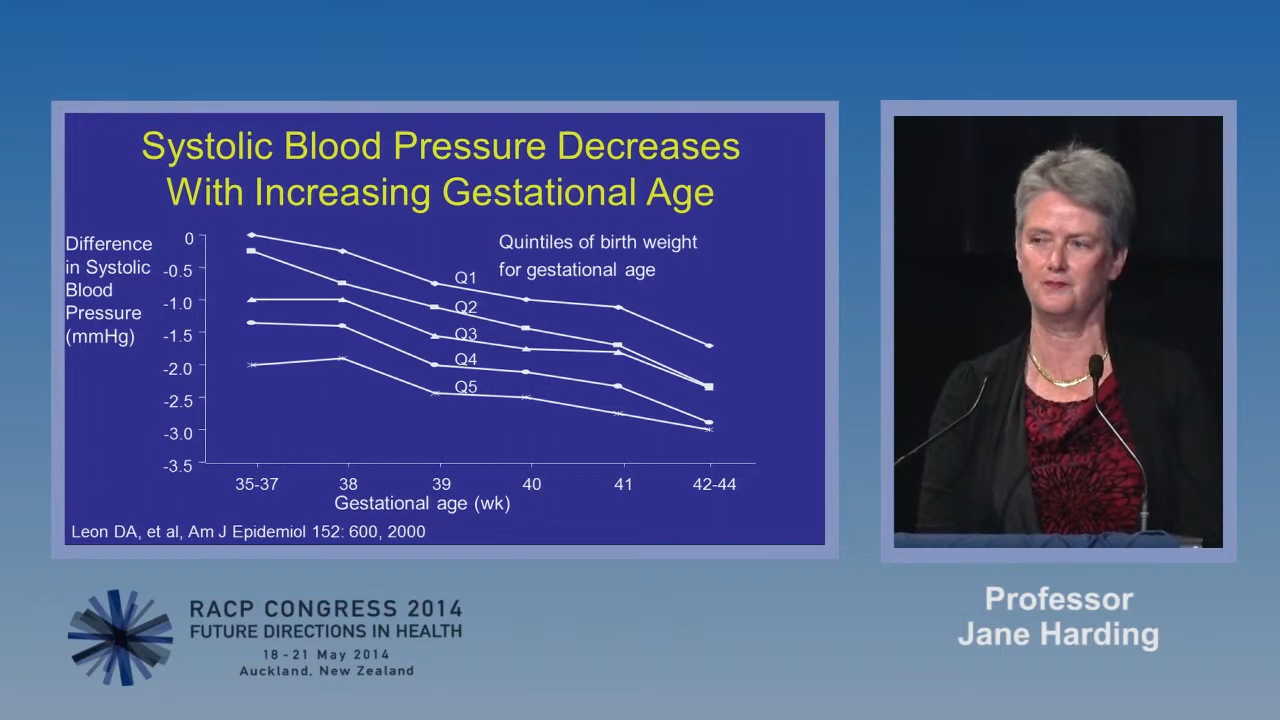 Systolic Blood Pressure Decreases
With Increasing Gestational Age
Difference
in Systolic
Blood
Pressure
(mmHg)
0
-0.5
-1.0
-1.5
-2.0
-2.5
-3.0
-3.5
Quintiles of birth weight
for gestational age
Q1
Q2
Q3
Q4
Q5
35-37 38 39 40 41 42-44
Gestational age (wk)
Leon DA, et al, Am J Epidemiol 152: 600, 2000
RACP CONGRESS 2014
FUTURE DIRECTIONS IN HEALTH
18 - 21 May 2014
Auckland, New Zealand
Professor
Jane Harding